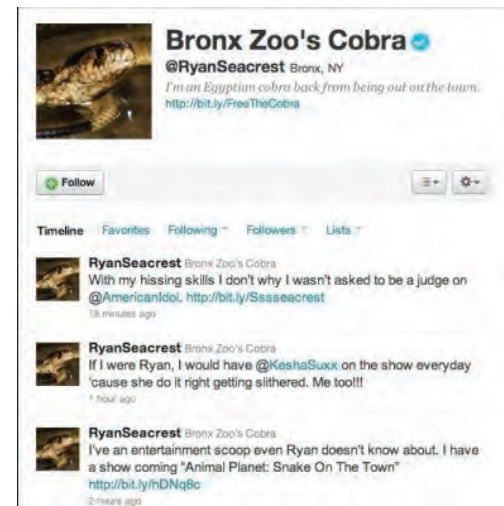 Bronx Zoo's Cobra
@RyanSeacrest Bronx, NY
I'm an Egyptian cobra back from being out on the town.
http://bit.ly/FreeTheCobra
Follow
Timeline Favorites Following Followers Lists
RyanSeacrest Bronx Zoo's Cobra
With my hissing skills I don't why I wasn't asked to be a judge on
@AmericanIdol. http://bit.ly/Sssseacrest
15 minutes ago
RyanSeacrest Bronx Zoo's Cobra
If I were Ryan, I would have @KeshaSuxx on the show everyday
'cause she do it right getting slithered. Me too!!!
1 hour ago
RyanSeacrest Bronx Zoo's Cobra
I've an entertainment scoop even Ryan doesn't know about. I have
a show coming "Animal Planet: Snake On The Town"
http://bit.ly/hDNq8c
2 hours ago